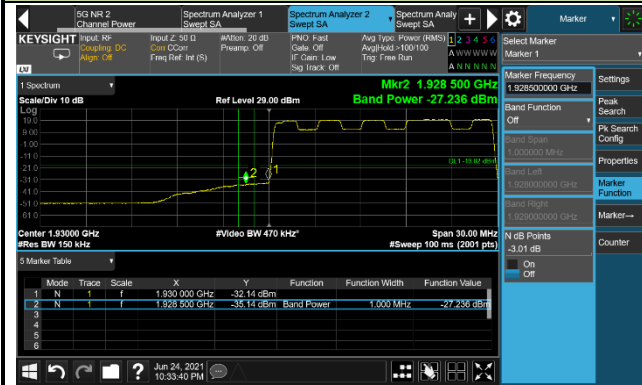 5G NR 2
Channel Power
Spectrum Analyzer 1
Swept SA
Spectrum Analyzer 2
Swept SA
Spectrum Analy
Swept SA
Marker
KEYSIGHT
Input: RF
Coupling: DC
Align: Off
Input Z: 50 Ω
Corr CCorr
Freq Ref: Int (S)
#Atten: 20 dB
Preamp: Off
PNO: Fast
Gate: Off
IF Gain: Low
Sig Track: Off
Avg Type: Power (RMS)
Avg|Hold:>100/100
Trig: Free Run
1 2 3 4 5 6
A W W W W W
A N N N N N
LXI
Select Marker
Marker 1
1 Spectrum
Scale/Div 10 dB
Log
Ref Level 29.00 dBm
Mkr2 1.928 500 GHz
Band Power -27.236 dBm
19.0
9.00
-1.00
-11.0
-21.0
-31.0
-41.0
-51.0
-61.0
2
1
Center 1.93000 GHz
#Res BW 150 kHz
#Video BW 470 kHz*
Span 30.00 MHz
#Sweep 100 ms (2001 pts)
5 Marker Table
Mode Trace Scale X Y Function Function Width Function Value
1 N 1 f 1.930 000 GHz -32.14 dBm
2 N 1 f 1.928 500 GHz -35.14 dBm Band Power 1.000 MHz -27.236 dBm
3
4
5
6
Jun 24, 2021
10:33:40 PM
Marker Frequency
1.928500000 GHz
Band Function
Off
Band Span
1.000000 MHz
Band Left
1.928000000 GHz
Band Right
1.929000000 GHz
N dB Points
-3.01 dB
On
Off
Settings
Peak
Search
Pk Search
Config
Properties
Marker
Function
Marker→
Counter